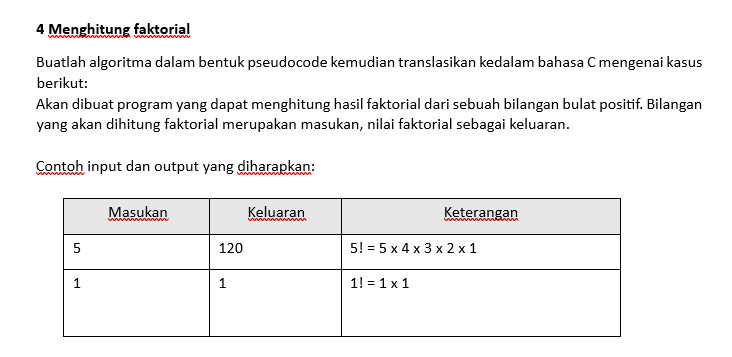 4 Menghitung faktorial
Buatlah algoritma dalam bentuk pseudocode kemudian translasikan kedalam bahasa C mengenai kasus
berikut:
Akan dibuat program yang dapat menghitung hasil faktorial dari sebuah bilangan bulat positif. Bilangan
yang akan dihitung faktorial merupakan masukan, nilai faktorial sebagai keluaran.
Contoh input dan output yang diharapkan:
Masukan Keluaran Keterangan
5 120 5! = 5 x 4 x 3 x 2 x 1
1 1 1! = 1 x 1